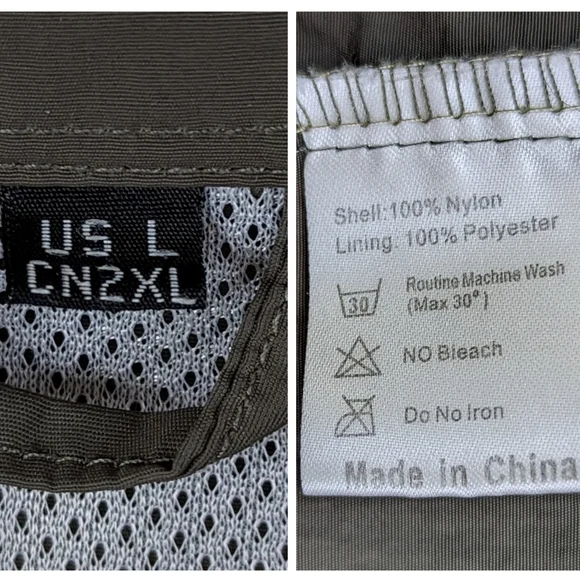 US L
CN2XL
Shell:100% Nylon
Lining: 100% Polyester
30
Routine Machine Wash
(Max 30°)
NO Bleach
Do No Iron
Made in China